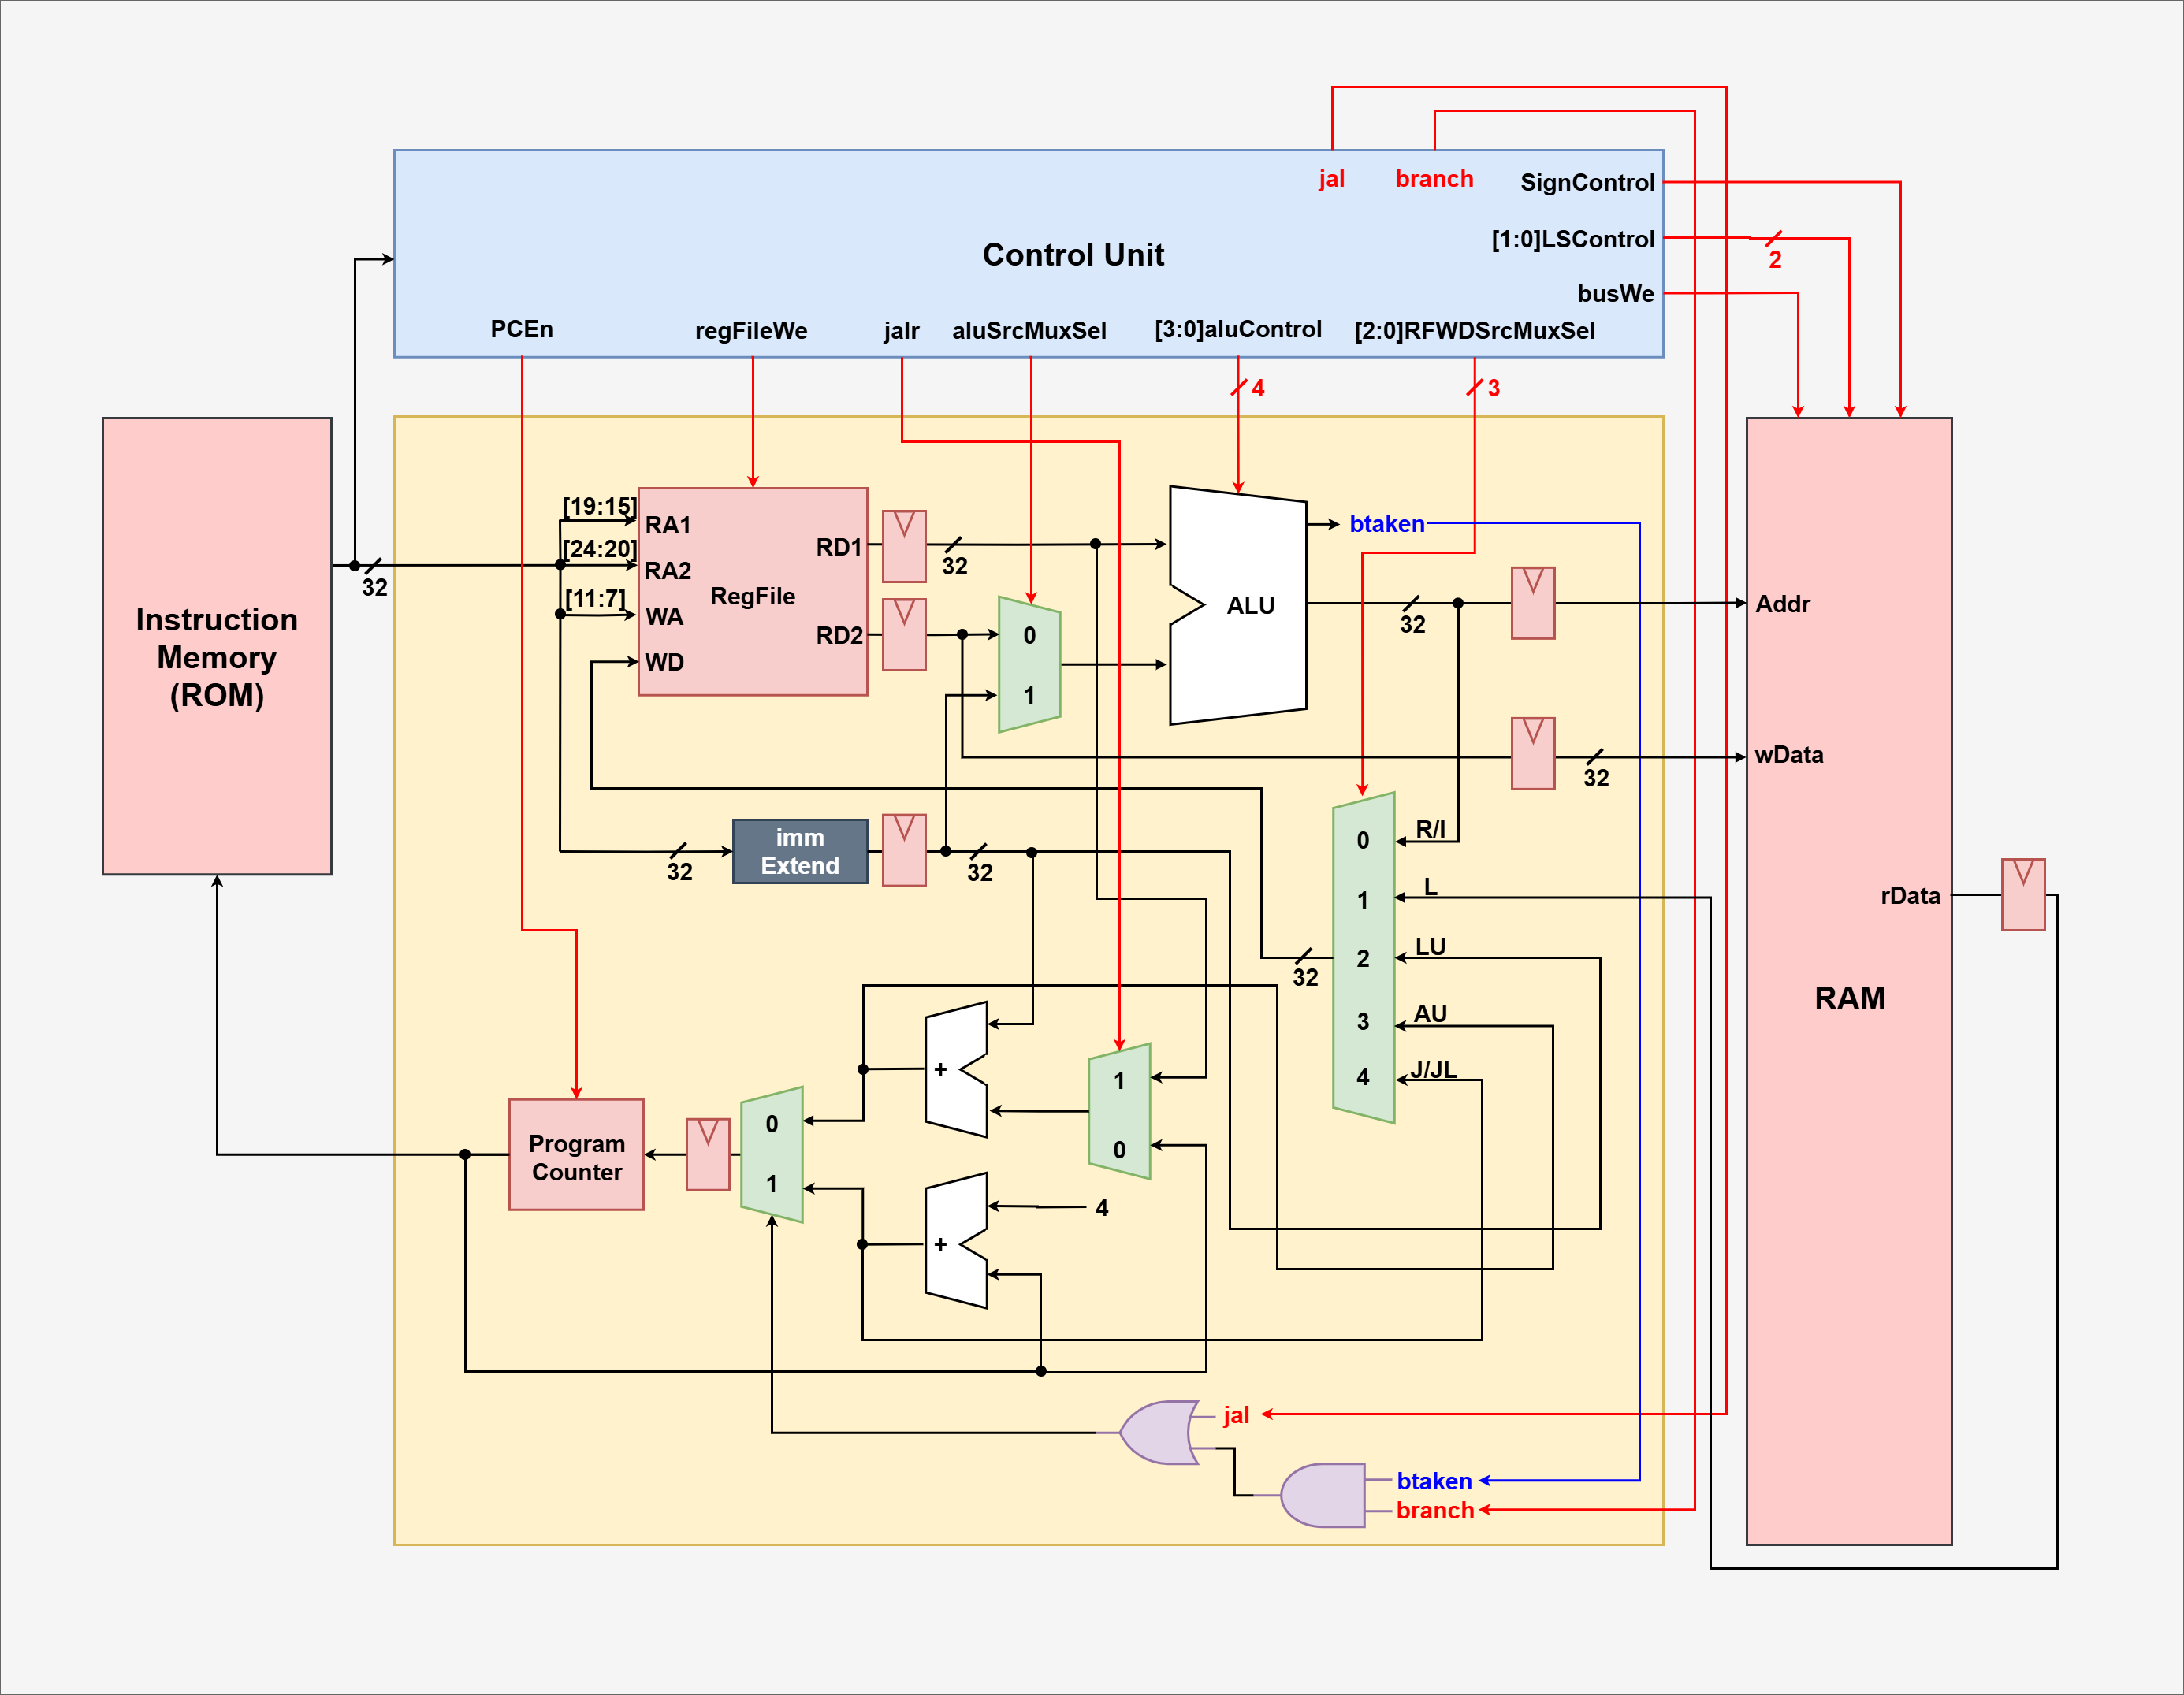 jal
branch
SignControl
[1:0]LSControl
2
Control Unit
busWe
PCEn
regFileWe
jalr
aluSrcMuxSel
[3:0]aluControl
[2:0]RFWDSrcMuxSel
4
3
Instruction
Memory
(ROM)
32
[19:15]
[24:20]
[11:7]
RA1
RA2
WA
WD
RegFile
RD1
RD2
32
0
1
ALU
btaken
32
Addr
wData
32
32
imm
Extend
32
0
1
2
3
4
R/I
L
LU
AU
J/JL
32
rData
RAM
+
1
0
0
1
Program
Counter
4
+
jal
btaken
branch